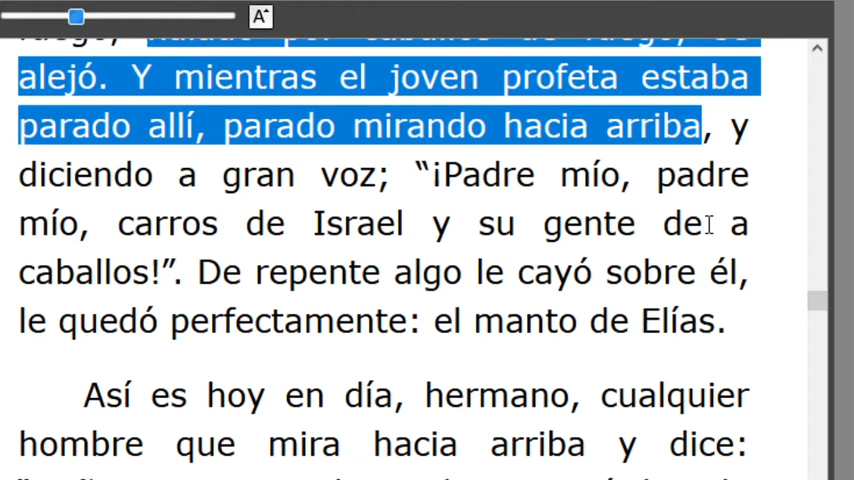 A
alejó. Y mientras el joven profeta estaba
parado allí, parado mirando hacia arriba, y
diciendo a gran voz; “¡Padre mío, padre
mío, carros de Israel y su gente de a
caballos!”. De repente algo le cayó sobre él,
le quedó perfectamente: el manto de Elías.
Así es hoy en día, hermano, cualquier
hombre que mira hacia arriba y dice: